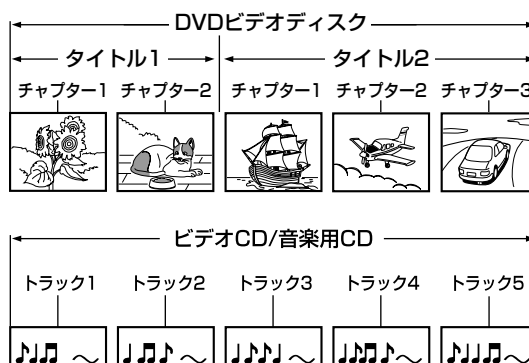 DVDビデオディスク
タイトル1 タイトル2
チャプター1 チャプター2 チャプター1 チャプター2 チャプター3
ビデオCD/音楽用CD
トラック1 トラック2 トラック3 トラック4 トラック5